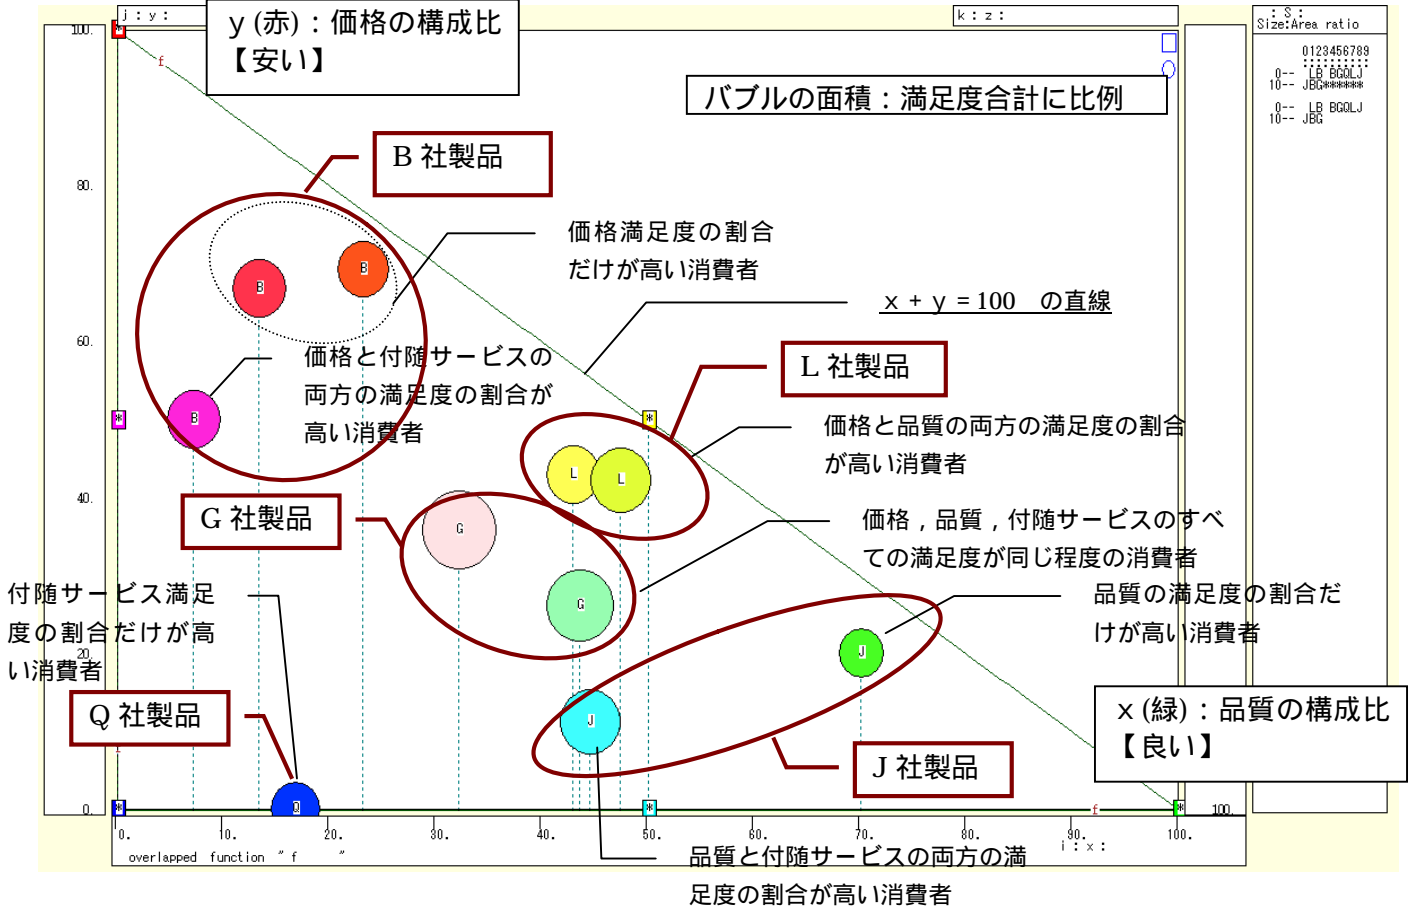 j : y :
k : z :
: S :
Size:Area ratio
y (赤)：価格の構成比
【安い】
バブルの面積：満足度合計に比例
0123456789
0-- LB BGQLJ
10-- JBG******
0-- LB BGQLJ
10-- JBG
100.
*
f
B 社製品
80.
価格満足度の割合
だけが高い消費者
B
B
x + y = 100 の直線
60.
価格と付随サービスの
両方の満足度の割合が
高い消費者
L 社製品
B
*
*
価格と品質の両方の満足度の割合
が高い消費者
L
L
40.
G 社製品
G
価格，品質，付随サービスのすべ
ての満足度が同じ程度の消費者
付随サービス満足
度の割合だけが高
い消費者
G
品質の満足度の割合だ
けが高い消費者
20.
J
Q 社製品
J
x (緑)：品質の構成比
【良い】
J 社製品
0.
*
Q
*
f
*
100.
0.
10.
20.
30.
40.
50.
60.
70.
80.
90.
100.
i : x :
overlapped function " f "
品質と付随サービスの両方の満
足度の割合が高い消費者